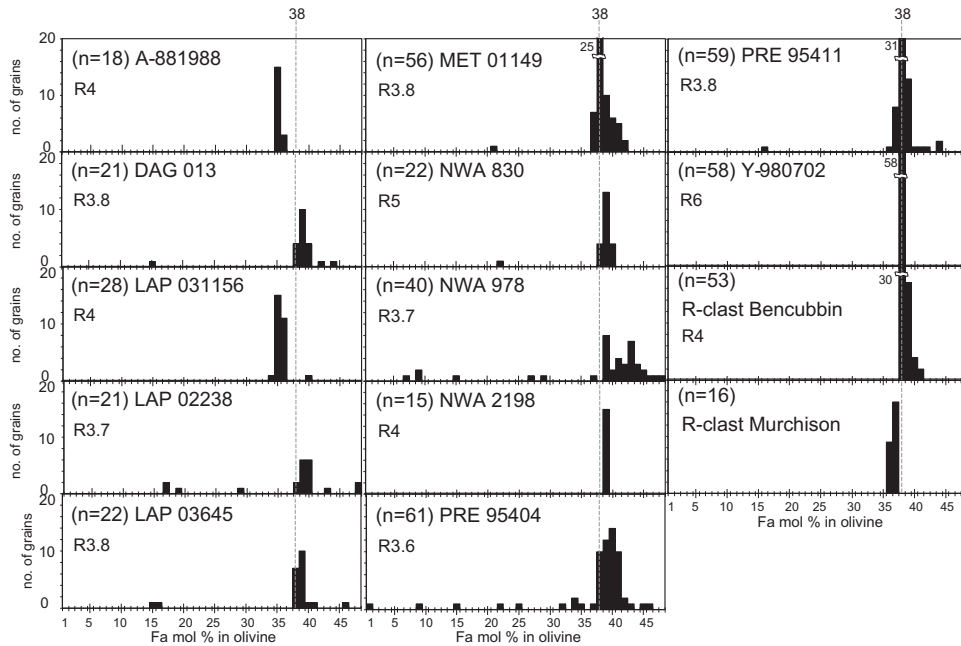 38 38 38
20 (n=18) A-881988 25 (n=56) MET 01149 31 (n=59) PRE 95411
R4 R3.8 R3.8
no. of grains
10
0
20 (n=21) DAG 013 (n=22) NWA 830 58 (n=58) Y-980702
R3.8 R5 R6
no. of grains
10
0
20 (n=28) LAP 031156 (n=40) NWA 978 30 (n=53)
R4 R3.7 R-clast Bencubbin
R4
no. of grains
10
0
20 (n=21) LAP 02238 (n=15) NWA 2198 (n=16)
R3.7 R4 R-clast Murchison
no. of grains
10
0
1 5 10 15 20 25 30 35 40 45
Fa mol % in olivine
20 (n=22) LAP 03645 (n=61) PRE 95404
R3.8 R3.6
no. of grains
10
0
1 5 10 15 20 25 30 35 40 45 1 5 10 15 20 25 30 35 40 45
Fa mol % in olivine Fa mol % in olivine